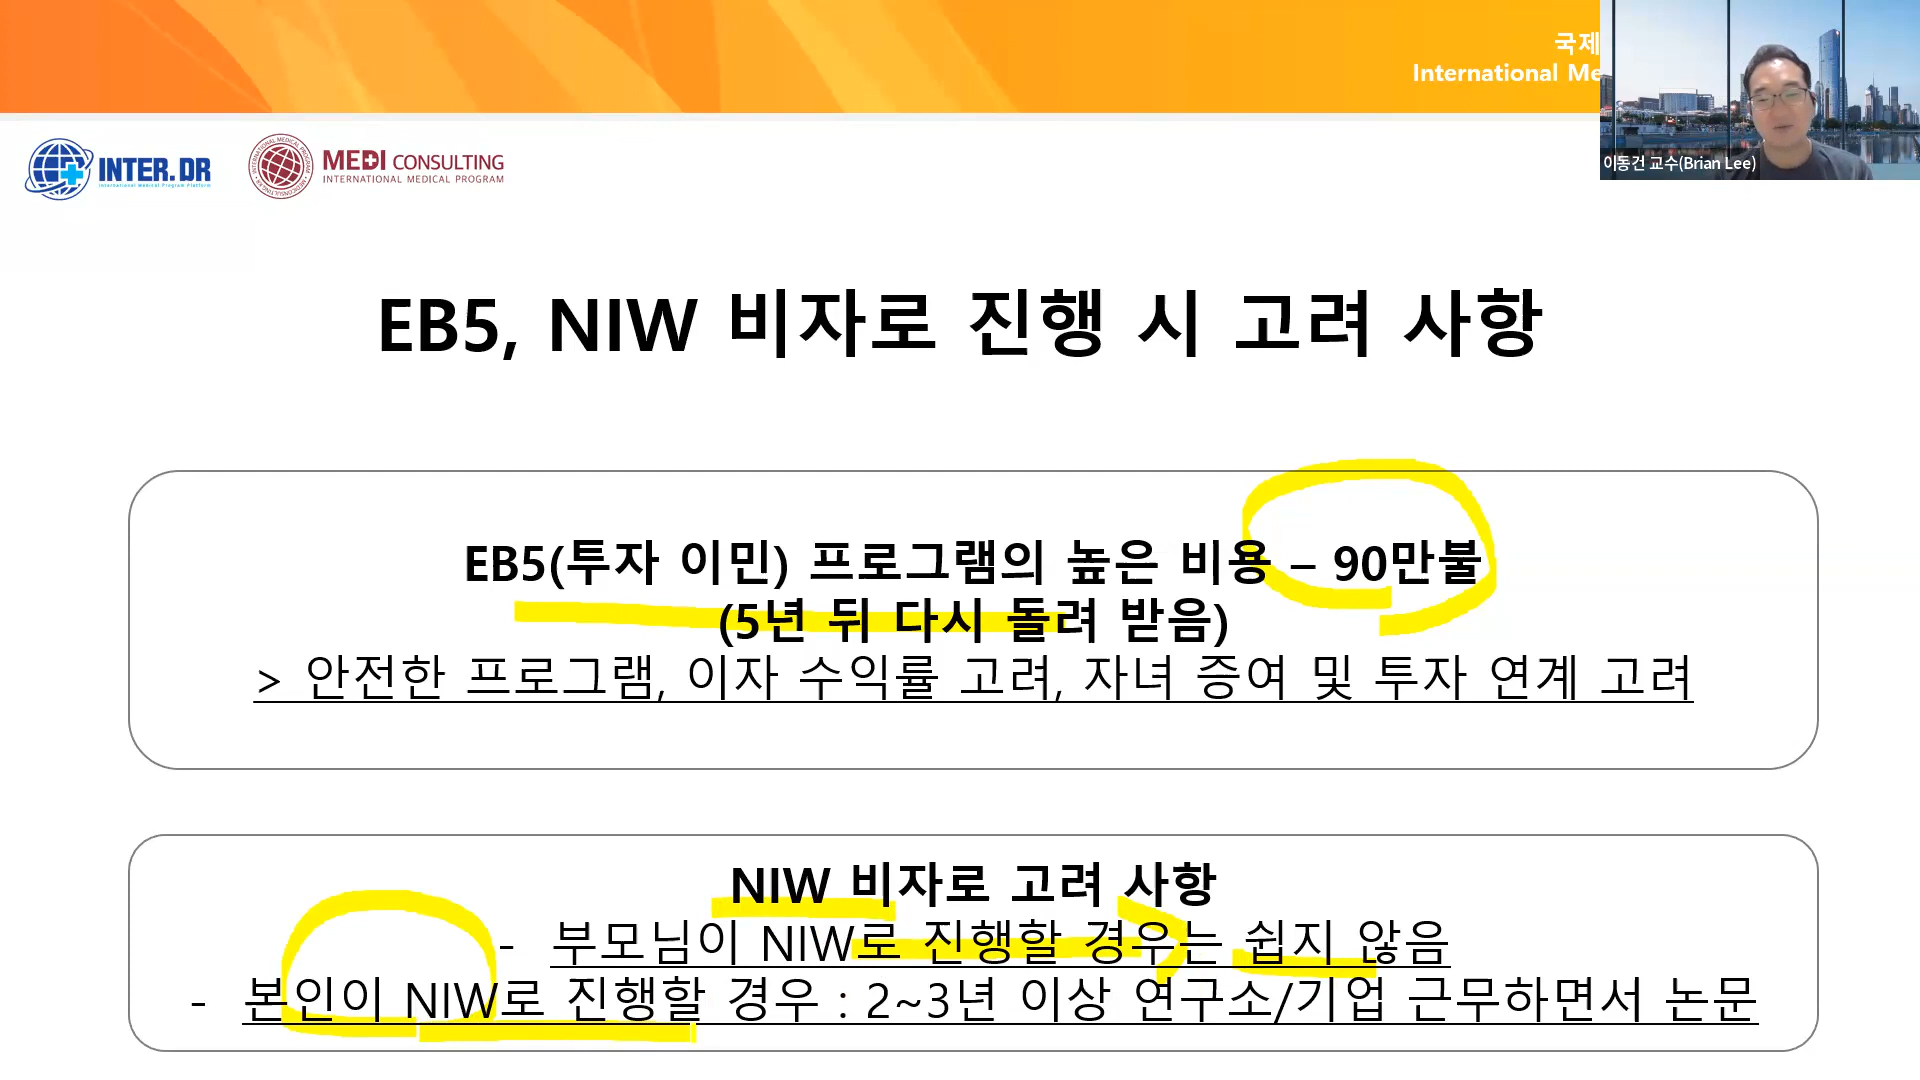 국제
International Me
이동건 교수(Brian Lee)
INTER.DR
International Medical Program Platform
MEDI CONSULTING
INTERNATIONAL MEDICAL PROGRAM
EB5, NIW 비자로 진행 시 고려 사항
EB5(투자 이민) 프로그램의 높은 비용 – 90만불
(5년 뒤 다시 돌려 받음)
> 안전한 프로그램, 이자 수익률 고려, 자녀 증여 및 투자 연계 고려
NIW 비자로 고려 사항
- 부모님이 NIW로 진행할 경우는 쉽지 않음
- 본인이 NIW로 진행할 경우 : 2~3년 이상 연구소/기업 근무하면서 논문